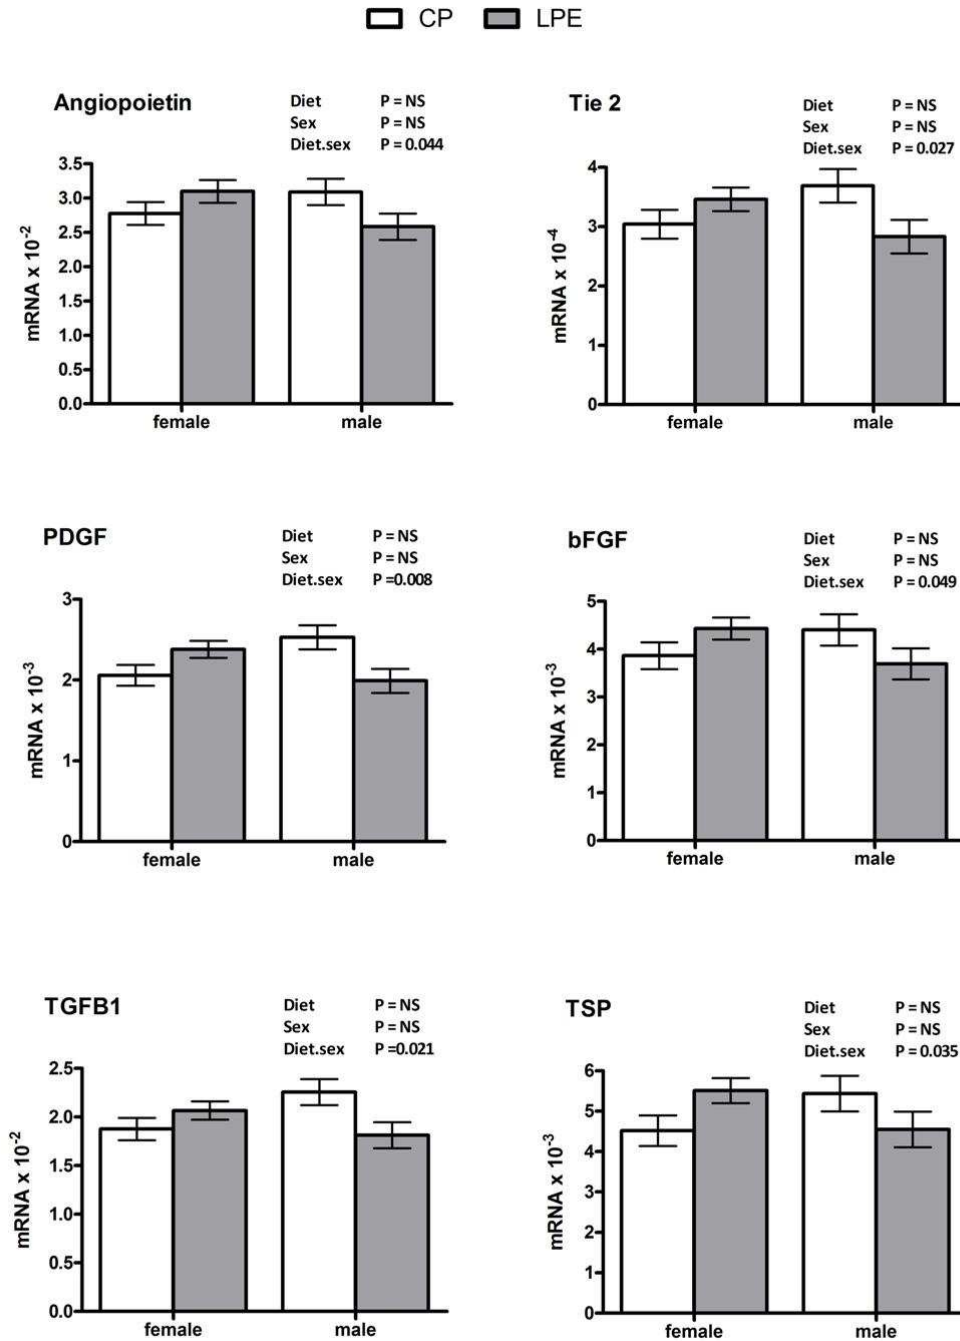 CP LPE
Angiopoietin
Diet P = NS
Sex P = NS
Diet.sex P = 0.044
mRNA x 10-2
3.5
3.0
2.5
2.0
1.5
1.0
0.5
0.0
female male
Tie 2
Diet P = NS
Sex P = NS
Diet.sex P = 0.027
mRNA x 10-4
4
3
2
1
0
female male
PDGF
Diet P = NS
Sex P = NS
Diet.sex P =0.008
mRNA x 10-3
3
2
1
0
female male
bFGF
Diet P = NS
Sex P = NS
Diet.sex P = 0.049
mRNA x 10-3
5
4
3
2
1
0
female male
TGFB1
Diet P = NS
Sex P = NS
Diet.sex P =0.021
mRNA x 10-2
2.5
2.0
1.5
1.0
0.5
0.0
female male
TSP
Diet P = NS
Sex P = NS
Diet.sex P = 0.035
mRNA x 10-3
6
5
4
3
2
1
0
female male